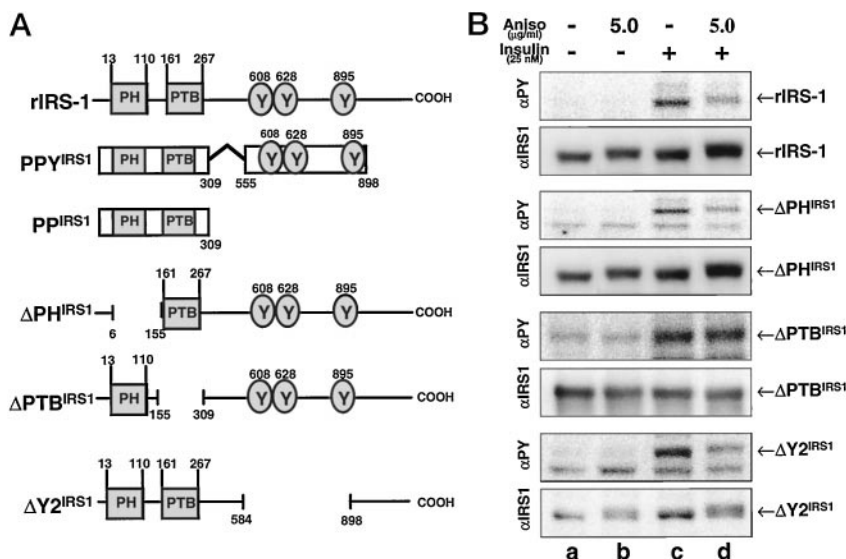 A
13 110 161 267
608 628 895
rIRS-1 PH PTB Y Y Y COOH
608 628 895
PPY^IRS1 PH PTB Y Y Y
309 555 898
PP^IRS1 PH PTB
309
161 267
608 628 895
ΔPH^IRS1 PTB Y Y Y COOH
6 155
13 110
608 628 895
ΔPTB^IRS1 PH Y Y Y COOH
155 309
13 110 161 267
ΔY2^IRS1 PH PTB COOH
584 898
B
Aniso - 5.0 - 5.0
(µg/ml)
Insulin - - + +
(25 nM)
αPY ←rIRS-1
αIRS1 ←rIRS-1
αPY ←ΔPH^IRS1
αIRS1 ←ΔPH^IRS1
αPY ←ΔPTB^IRS1
αIRS1 ←ΔPTB^IRS1
αPY ←ΔY2^IRS1
αIRS1 ←ΔY2^IRS1
a b c d